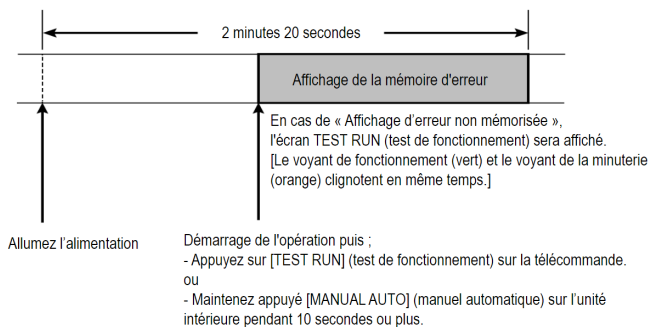 2 minutes 20 secondes
Affichage de la mémoire d'erreur
En cas de « Affichage d'erreur non mémorisée »,
l'écran TEST RUN (test de fonctionnement) sera affiché.
[Le voyant de fonctionnement (vert) et le voyant de la minuterie
(orange) clignotent en même temps.]
Allumez l'alimentation
Démarrage de l'opération puis ;
- Appuyez sur [TEST RUN] (test de fonctionnement) sur la télécommande.
ou
- Maintenez appuyé [MANUAL AUTO] (manuel automatique) sur l'unité
intérieure pendant 10 secondes ou plus.